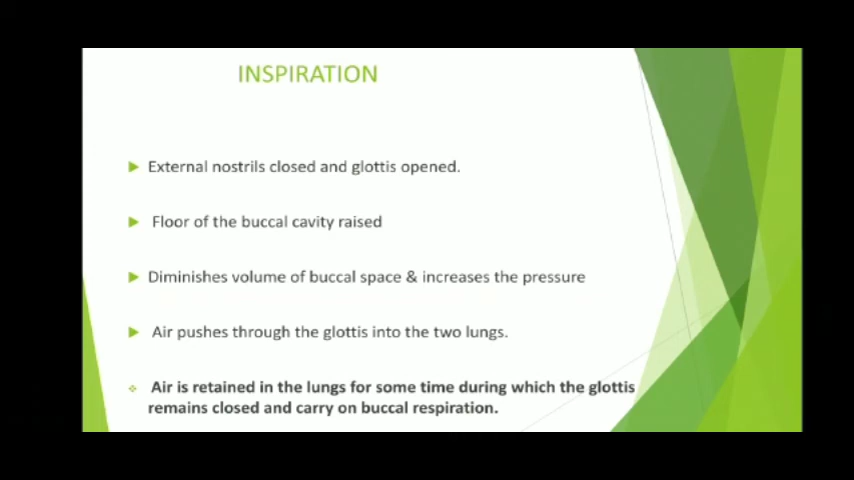 INSPIRATION
External nostrils closed and glottis opened.
Floor of the buccal cavity raised
Diminishes volume of buccal space & increases the pressure
Air pushes through the glottis into the two lungs.
Air is retained in the lungs for some time during which the glottis
remains closed and carry on buccal respiration.